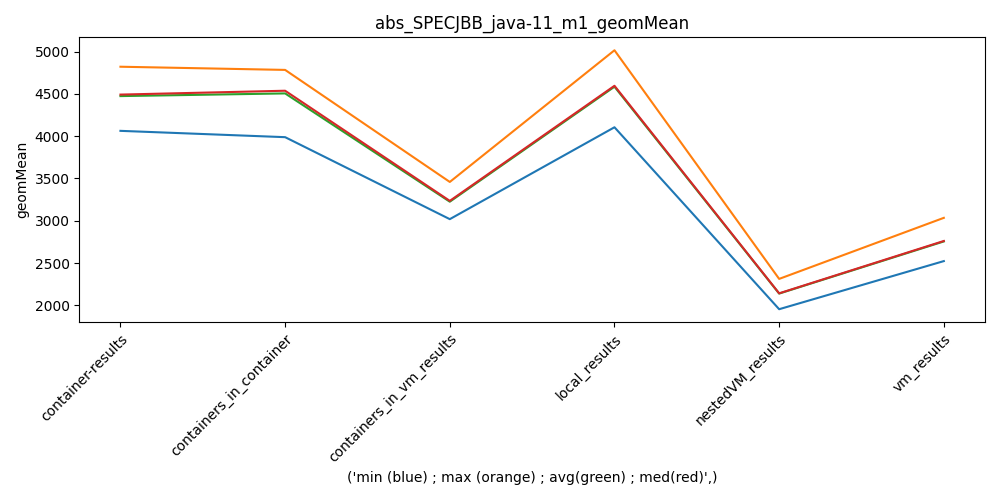 abs_SPECJBB_java-11_m1_geomMean
5000
4500
4000
3500
3000
2500
2000
geomMean
container-results
containers_in_container
containers_in_vm_results
local_results
nestedVM_results
vm_results
('min (blue) ; max (orange) ; avg(green) ; med(red)',)